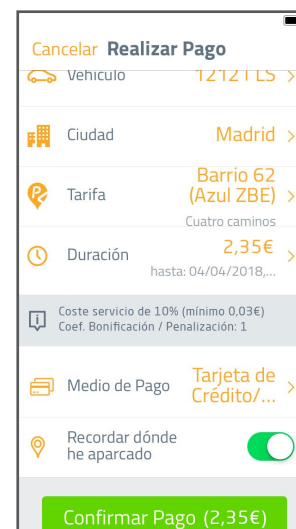 Cancelar Realizar Pago
Vehículo 1212 LLS
Ciudad Madrid
Tarifa Barrio 62
(Azul ZBE)
Cuatro caminos
Duración 2,35€
hasta: 04/04/2018,...
Coste servicio de 10% (mínimo 0,03€)
Coef. Bonificación / Penalización: 1
Medio de Pago Tarjeta de
Crédito/...
Recordar dónde
he aparcado
Confirmar Pago (2,35€)